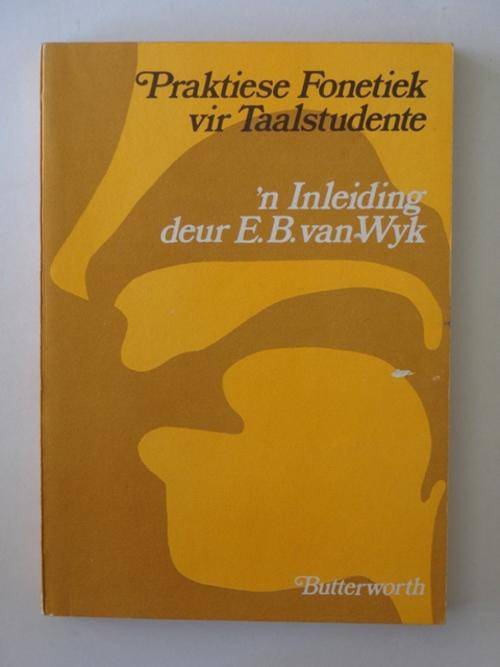 Praktiese Fonetiek
vir Taalstudente
'n Inleiding
deur E. B. van Wyk
Butterworth